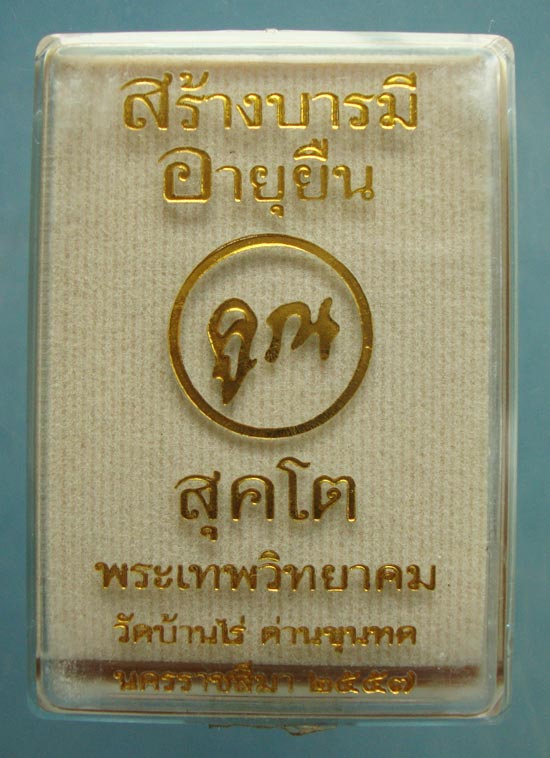 สร้างบารมี
อายุยืน
คูณ
สุคโต
พระเทพวิทยาคม
วัดบ้านไร่ ด่านขุนทด
นครราชสีมา ๒๕๕๗